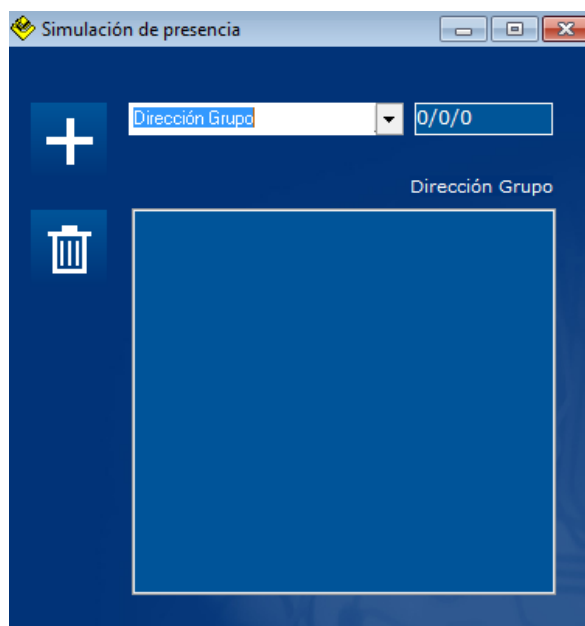 Simulación de presencia
Dirección Grupo 0/0/0
Dirección Grupo